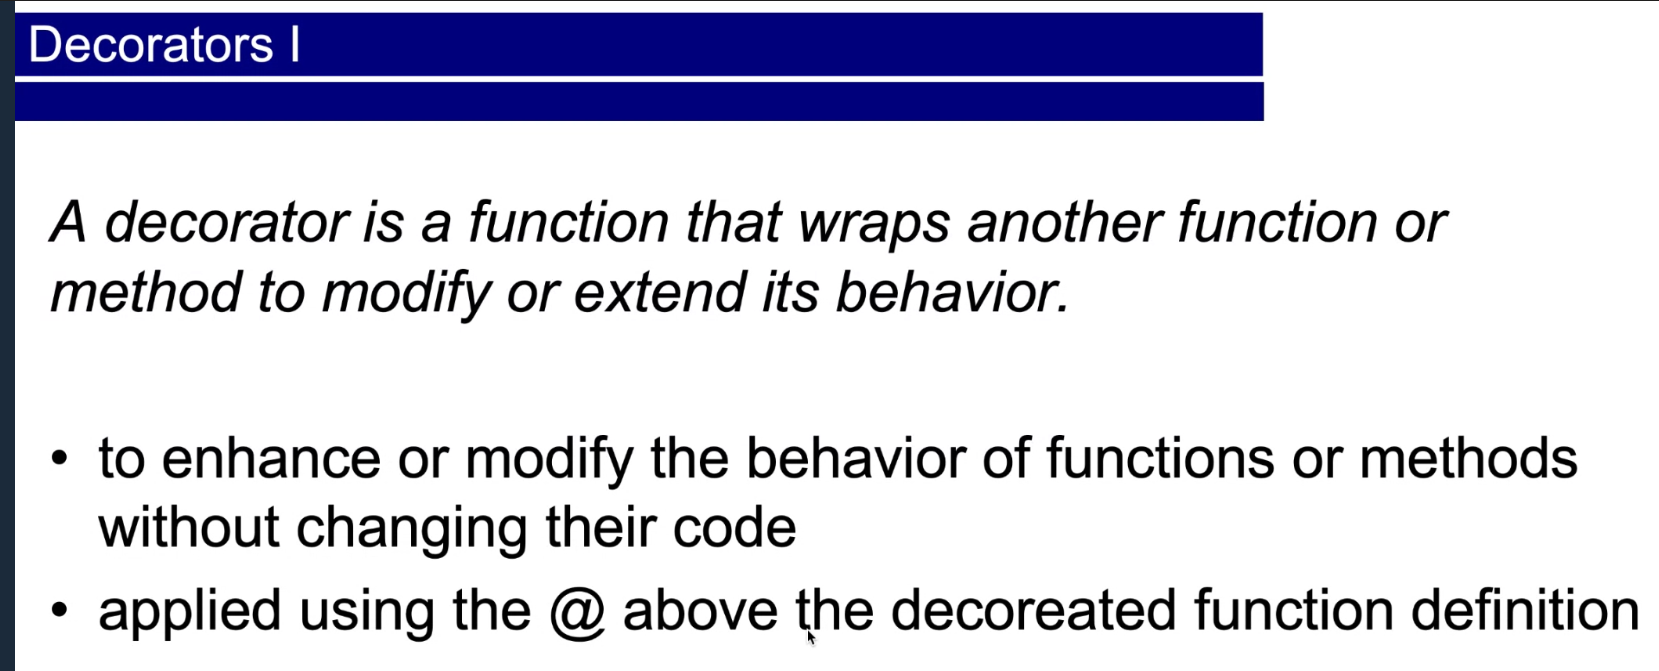 Decorators I
A decorator is a function that wraps another function or
method to modify or extend its behavior.
• to enhance or modify the behavior of functions or methods
without changing their code
• applied using the @ above the decoreated function definition